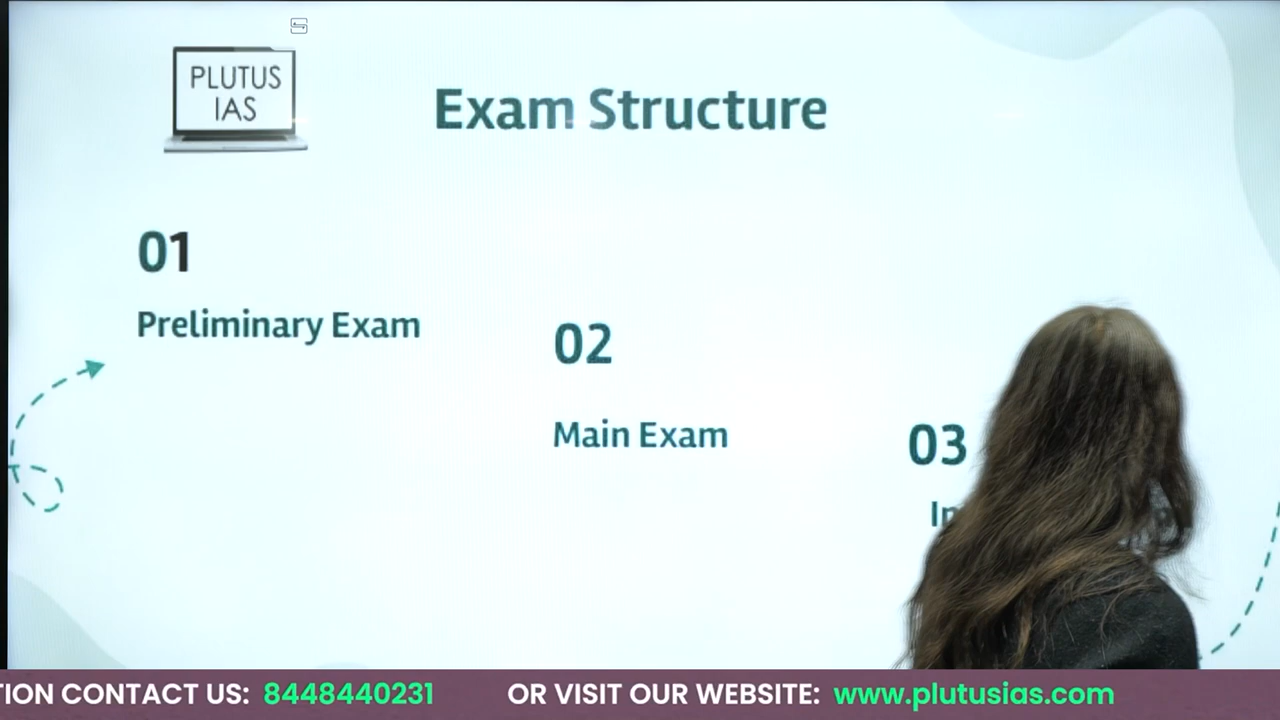 PLUTUS
IAS
Exam Structure
01
Preliminary Exam
02
Main Exam
03
TION CONTACT US: 8448440231 OR VISIT OUR WEBSITE: www.plutusias.com